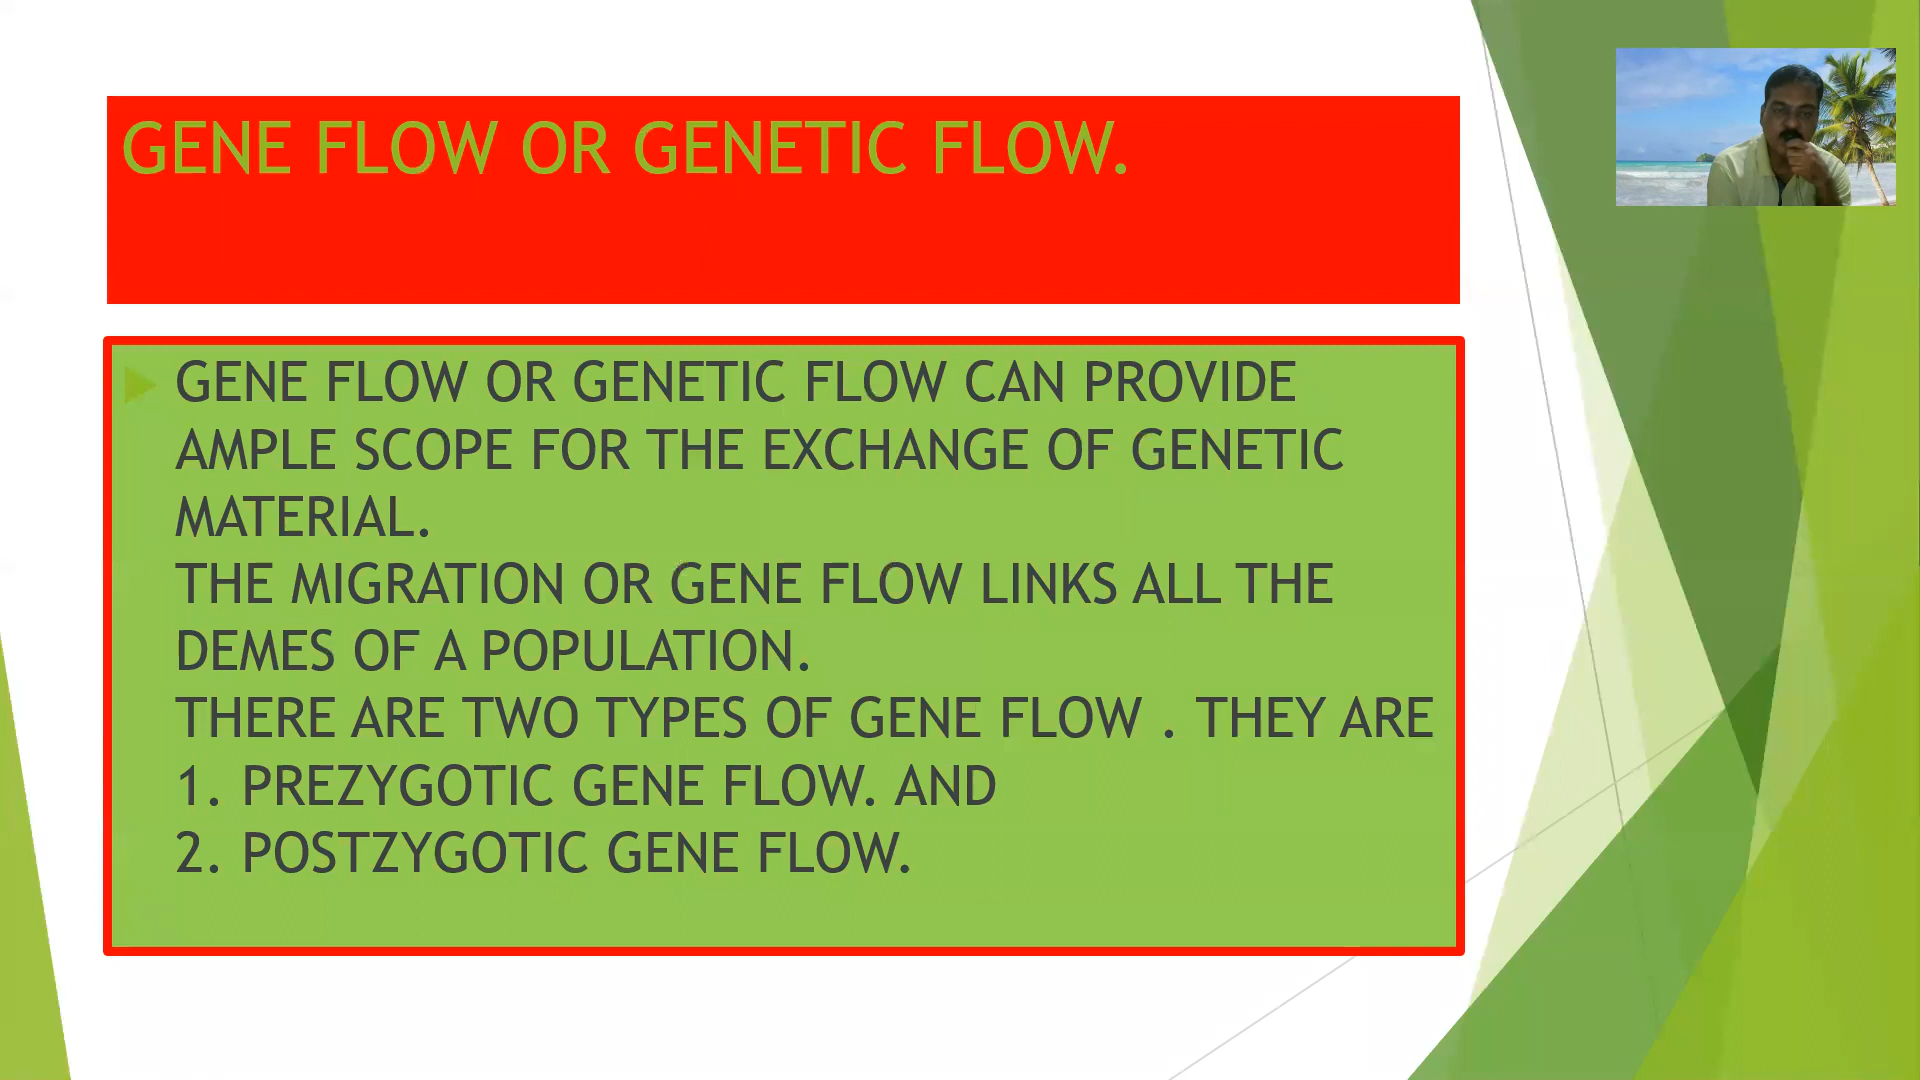 GENE FLOW OR GENETIC FLOW.
GENE FLOW OR GENETIC FLOW CAN PROVIDE
AMPLE SCOPE FOR THE EXCHANGE OF GENETIC
MATERIAL.
THE MIGRATION OR GENE FLOW LINKS ALL THE
DEMES OF A POPULATION.
THERE ARE TWO TYPES OF GENE FLOW . THEY ARE
1. PREZYGOTIC GENE FLOW. AND
2. POSTZYGOTIC GENE FLOW.